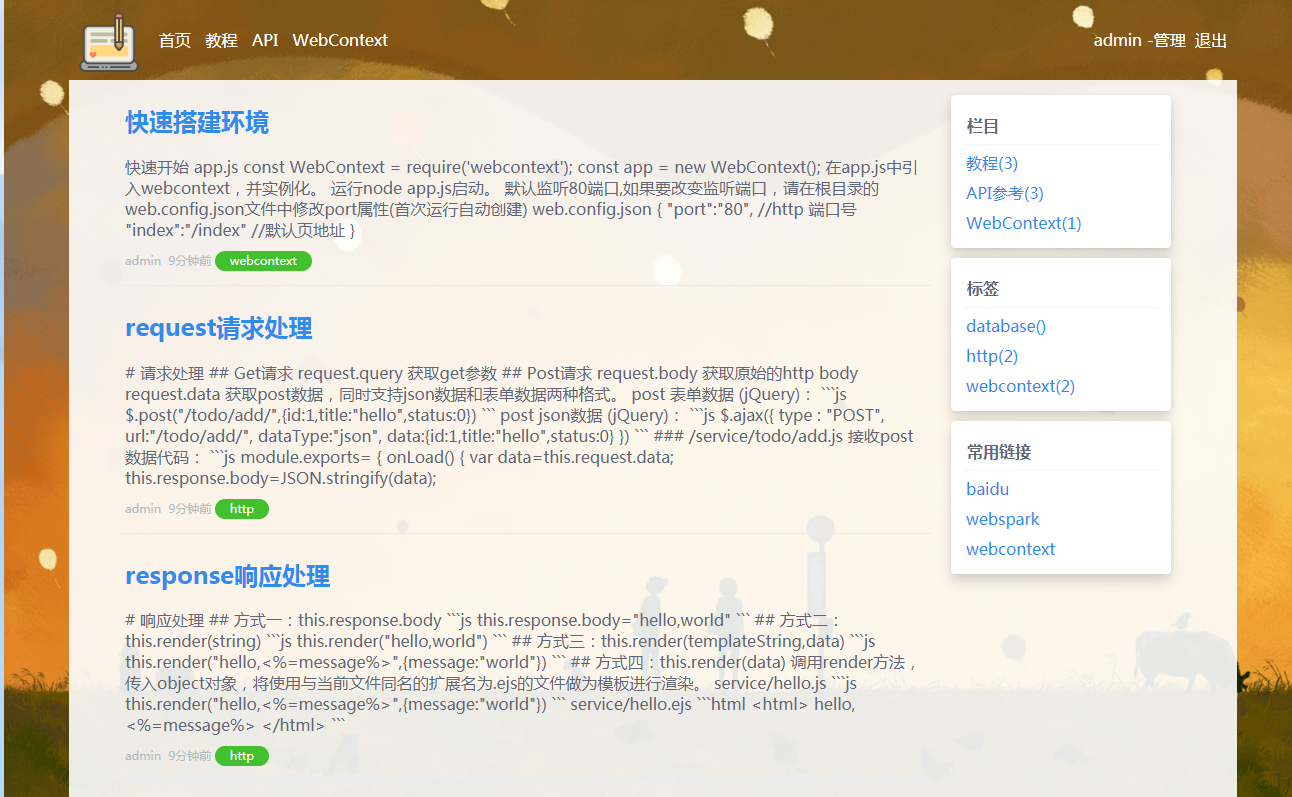 首页 教程 API WebContext
admin -管理 退出
快速搭建环境
快速开始 app.js const WebContext = require('webcontext'); const app = new WebContext(); 在app.js中引
入webcontext，并实例化。 运行node app.js启动。 默认监听80端口,如果要改变监听端口，请在根目录的
web.config.json文件中修改port属性(首次运行自动创建) web.config.json { "port":"80", //http 端口号
"index":"/index" //默认页地址 }
admin 9分钟前 webcontext
request请求处理
# 请求处理 ## Get请求 request.query 获取get参数 ## Post请求 request.body 获取原始的http body
request.data 获取post数据，同时支持json数据和表单数据两种格式。 post 表单数据 (jQuery)： ```js
$.post("/todo/add/",{id:1,title:"hello",status:0}) ``` post json数据 (jQuery)： ```js $.ajax({ type : "POST",
url:"/todo/add/", dataType:"json", data:{id:1,title:"hello",status:0} }) ``` ### /service/todo/add.js 接收post
数据代码： ```js module.exports= { onLoad() { var data=this.request.data;
this.response.body=JSON.stringify(data);
admin 9分钟前 http
response响应处理
# 响应处理 ## 方式一：this.response.body ```js this.response.body="hello,world" ``` ## 方式二：
this.render(string) ```js this.render("hello,world") ``` ## 方式三：this.render(templateString,data) ```js
this.render("hello,<%=message%>",{message:"world"}) ``` ## 方式四：this.render(data) 调用render方法，
传入object对象，将使用与当前文件同名的扩展名为.ejs的文件做为模板进行渲染。 service/hello.js ```js
this.render("hello,<%=message%>",{message:"world"}) ``` service/hello.ejs ```html <html> hello,
<%=message%> </html> ```
admin 9分钟前 http
栏目
教程(3)
API参考(3)
WebContext(1)
标签
database()
http(2)
webcontext(2)
常用链接
baidu
webspark
webcontext